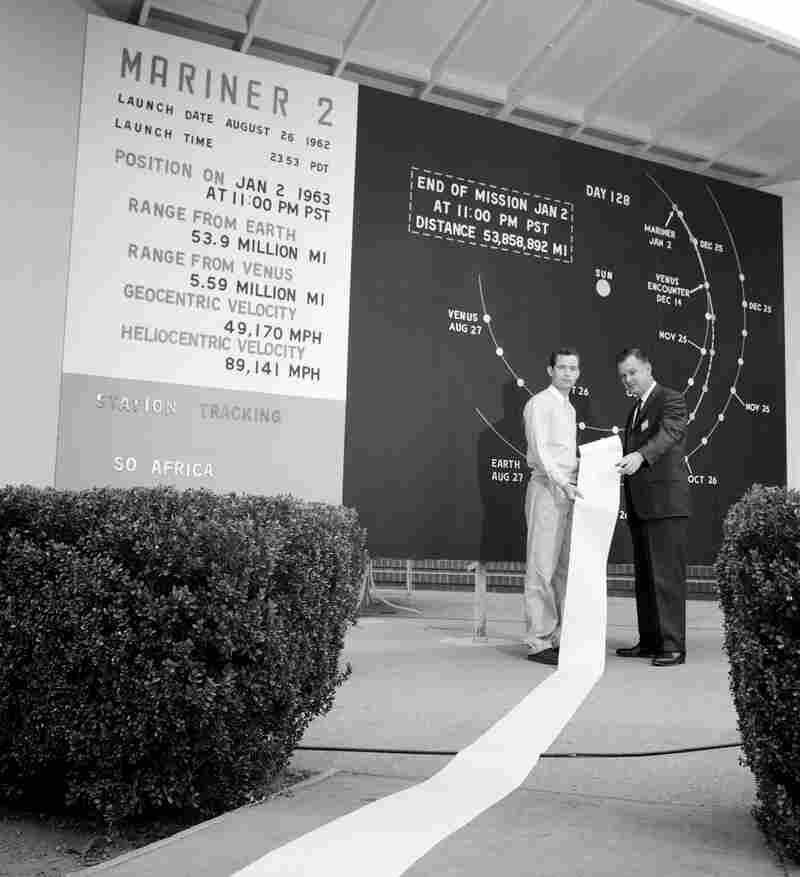 MARINER 2
LAUNCH DATE AUGUST 26 1962
LAUNCH TIME 2353 PDT
POSITION ON JAN 2 1963
AT 11:00 PM PST
RANGE FROM EARTH
53.9 MILLION MI
RANGE FROM VENUS
5.59 MILLION MI
GEOCENTRIC VELOCITY
49,170 MPH
HELIOCENTRIC VELOCITY
89,141 MPH
STATION TRACKING
SO AFRICA
END OF MISSION JAN 2
AT 11:00 PM PST
DISTANCE 53,858,892 MI
DAY 128
MARINER
JAN 2
DEC 25
SUN
VENUS
ENCOUNTER
DEC 14
DEC 25
VENUS
AUG 27
NOV 25
26
NOV 25
EARTH
AUG 27
OCT 26
26